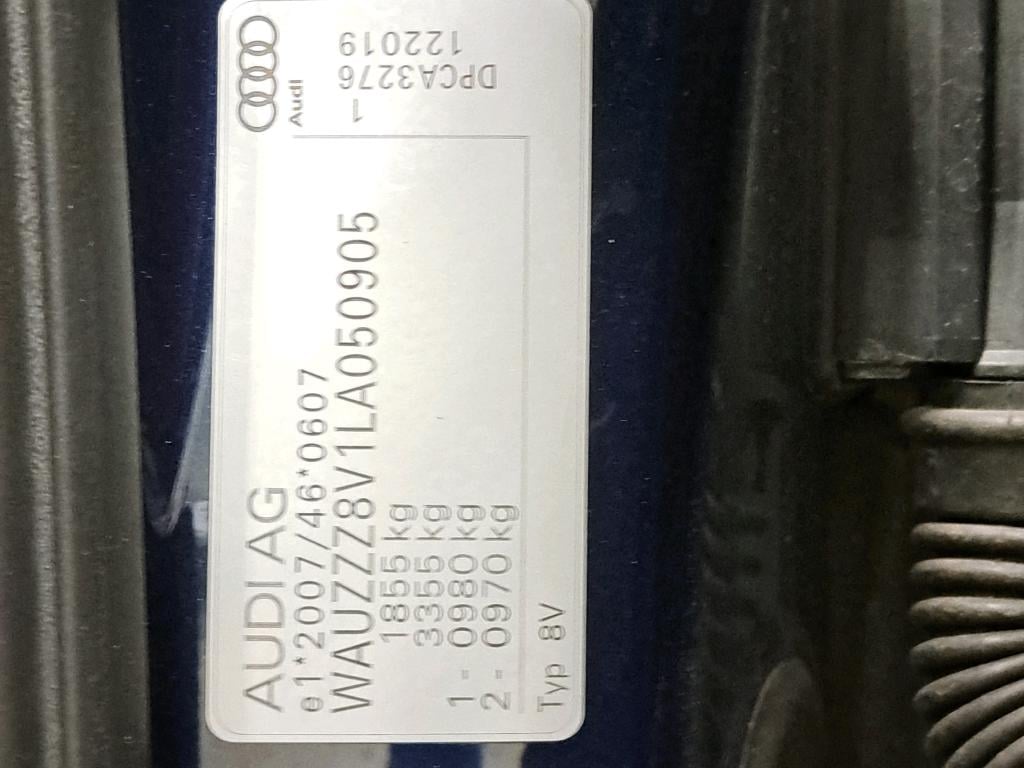 AUDI AG
e1*2007/46*0607
WAUZZZ8V1LA050905
1855 kg
3355 kg
1 - 0980 kg
2 - 0970 kg
Typ 8V
Audi
122019
1 DPCA3276